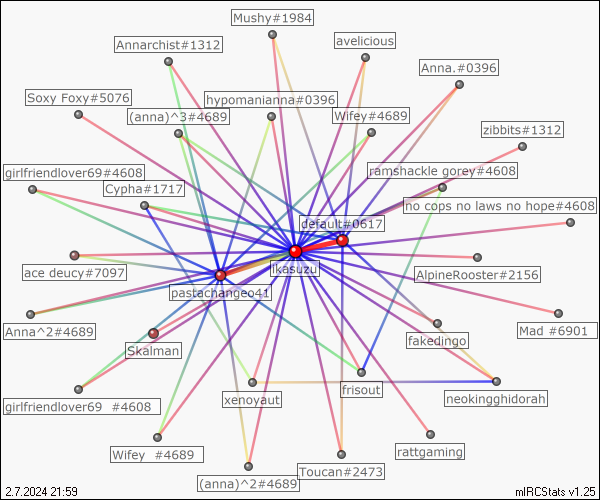 Mushy#1984
Annarchist#1312
avelicious
Anna.#0396
Soxy Foxy#5076
hypomanianna#0396
(anna)^3#4689
Wifey#4689
zibbits#1312
girlfriendlover69#4608
ramshackle gorey#4608
Cypha#1717
no cops no laws no hope#4608
default#0617
ikasuzu
ace deucy#7097
AlpineRooster#2156
pastachangeo41
Anna^2#4689
Mad #6901
fakedingo
Skalman
frisout
xenoyaut
neokingghidorah
girlfriendlover69 #4608
Wifey #4689
rattgaming
Toucan#2473
(anna)^2#4689
2.7.2024 21:59
mIRCStats v1.25